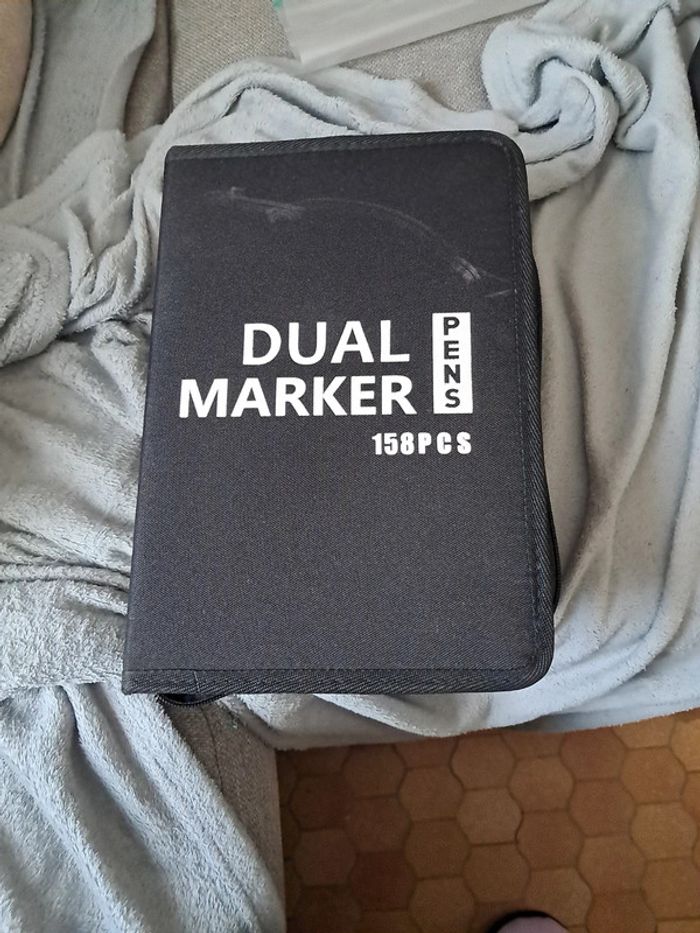 DUAL
MARKER
PENS
158PCS